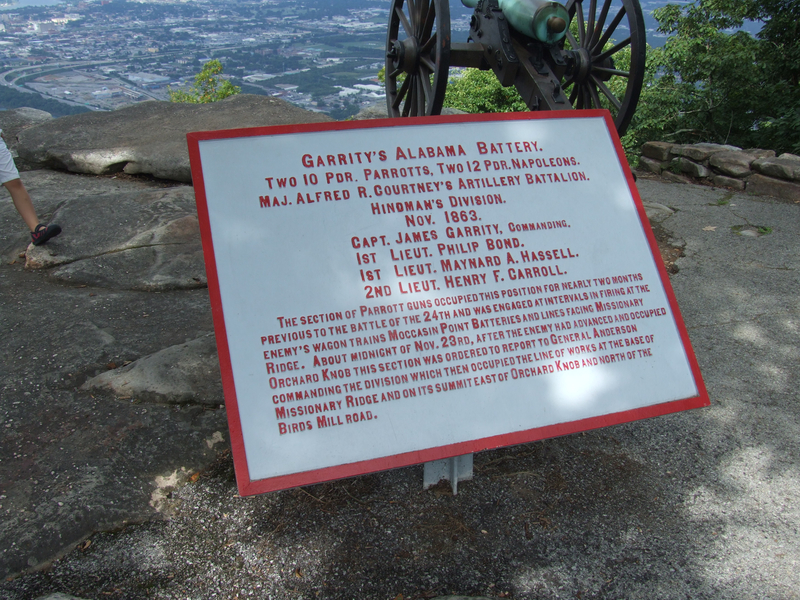 GARRITY'S ALABAMA BATTERY.
TWO 10 PDR. PARROTTS, TWO 12 PDR. NAPOLEONS.
MAJ. ALFRED R. COURTNEY'S ARTILLERY BATTALION.
HINDMAN'S DIVISION.
NOV. 1863.
CAPT. JAMES GARRITY, COMMANDING.
1ST LIEUT. PHILIP BOND.
1ST LIEUT. MAYNARD A. HASSELL.
2ND LIEUT. HENRY F. CARROLL.
THE SECTION OF PARROTT GUNS OCCUPIED THIS POSITION FOR NEARLY TWO MONTHS
PREVIOUS TO THE BATTLE OF THE 24TH AND WAS ENGAGED AT INTERVALS IN FIRING AT THE
ENEMY'S WAGON TRAINS MOCCASIN POINT BATTERIES AND LINES FACING MISSIONARY
RIDGE. ABOUT MIDNIGHT OF NOV. 23RD, AFTER THE ENEMY HAD ADVANCED AND OCCUPIED
ORCHARD KNOB THIS SECTION WAS ORDERED TO REPORT TO GENERAL ANDERSON
COMMANDING THE DIVISION WHICH THEN OCCUPIED THE LINE OF WORKS AT THE BASE OF
MISSIONARY RIDGE AND ON ITS SUMMIT EAST OF ORCHARD KNOB AND NORTH OF THE
BIRDS MILL ROAD.